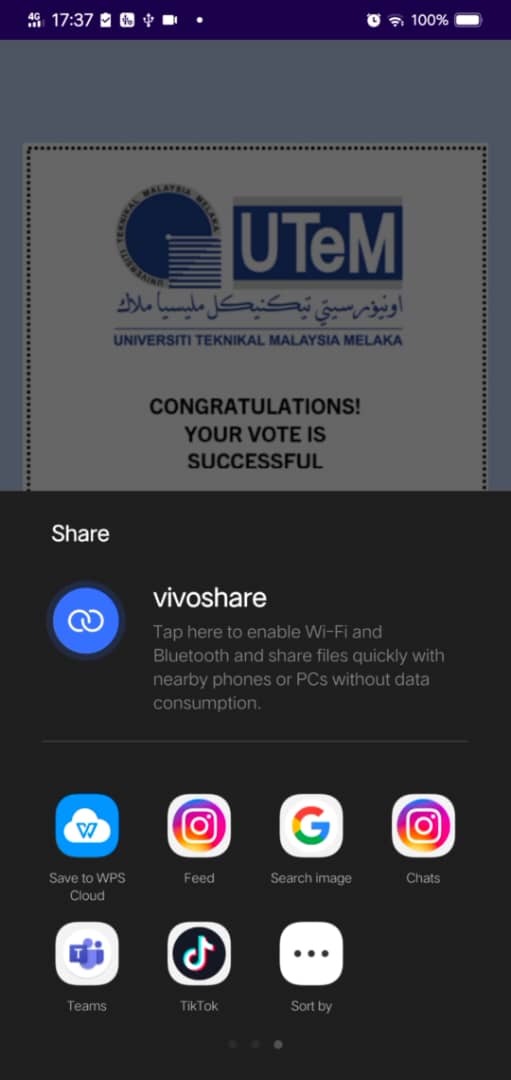 4G 17:37 100%
UNIVERSITI TEKNIKAL MALAYSIA MELAKA
UTeM
اونيۏرسيتي تيكنيكل مليسيا ملاك
UNIVERSITI TEKNIKAL MALAYSIA MELAKA
CONGRATULATIONS!
YOUR VOTE IS
SUCCESSFUL
Share
vivoshare
Tap here to enable Wi-Fi and
Bluetooth and share files quickly with
nearby phones or PCs without data
consumption.
Save to WPS
Cloud
Feed
Search image
Chats
Teams
TikTok
Sort by